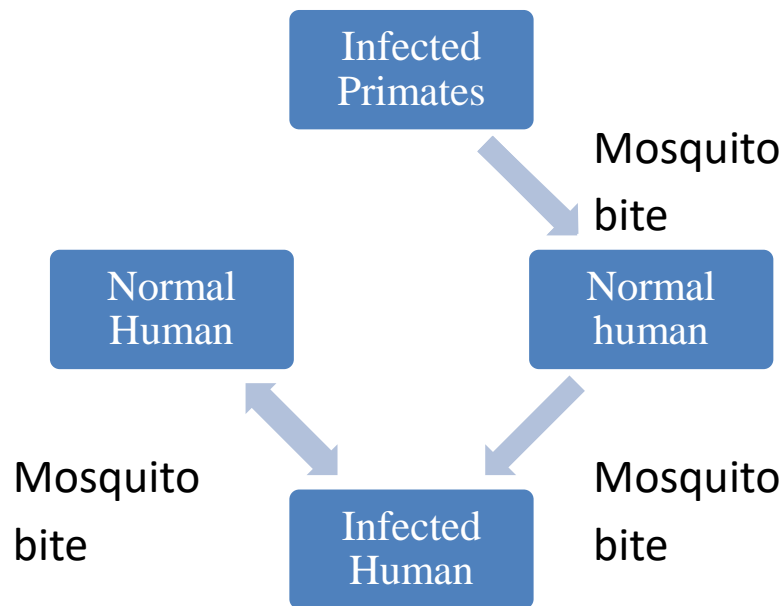 Infected
Primates
Mosquito
bite
Normal
Human
Normal
human
Mosquito
bite
Infected
Human
Mosquito
bite